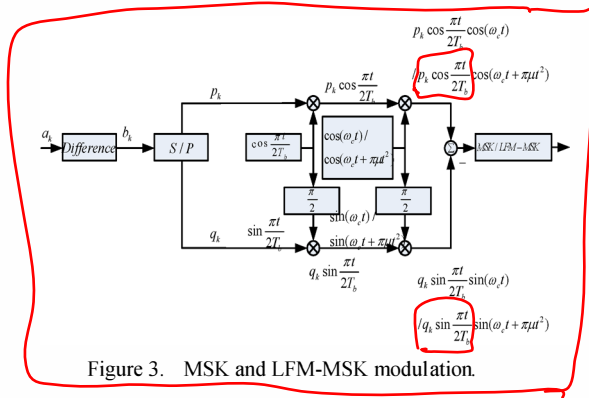 p_k cos πt/2T_b cos(ω_c t)
/p_k cos πt/2T_b cos(ω_c t + πμt²)
p_k
p_k cos πt/2T_b
a_k
Difference
b_k
S / P
cos πt/2T_b
cos(ω_c t) /
cos(ω_c t + πμt²)
Σ
−
MSK/LFM-MSK
π/2
π/2
q_k
sin πt/2T_b
sin(ω_c t) /
sin(ω_c t + πμt²
q_k sin πt/2T_b
q_k sin πt/2T_b sin(ω_c t)
/q_k sin πt/2T_b sin(ω_c t + πμt²)
Figure 3. MSK and LFM-MSK modulation.